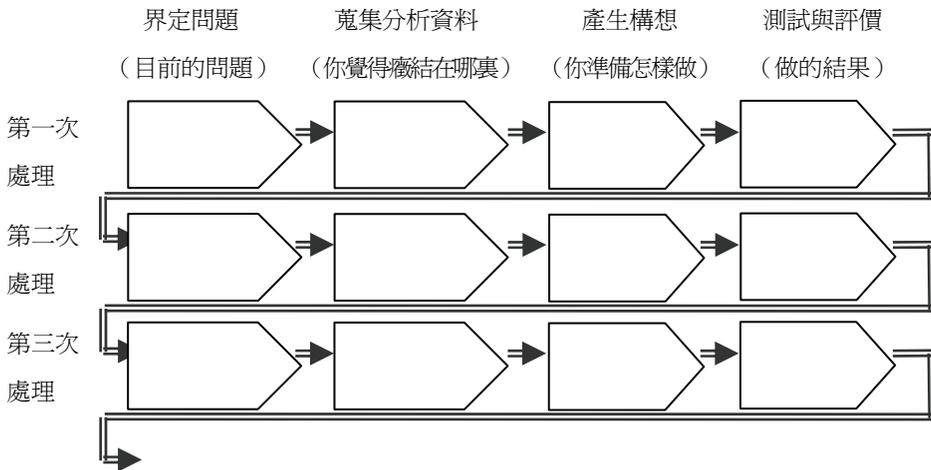 界定問題 蒐集分析資料 產生構想 測試與評價
（目前的問題） （你覺得癥結在哪裏） （你準備怎樣做） （做的結果）
第一次
處理
第二次
處理
第三次
處理